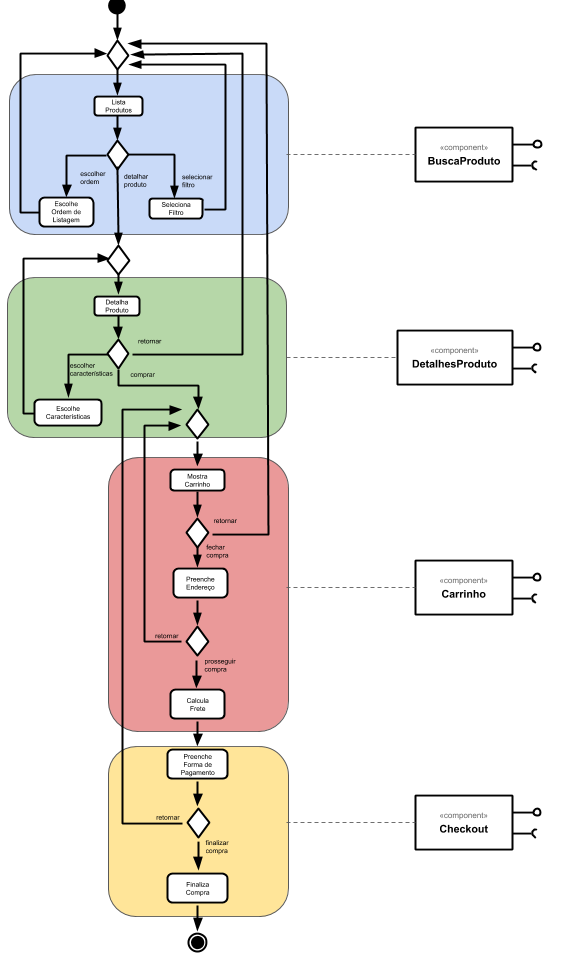 Lista
Produtos
escolher
ordem
detalhar
produto
selecionar
filtro
Escolhe
Ordem de
Listagem
Seleciona
Filtro
«component»
BuscaProduto
Detalha
Produto
retornar
escolher
características
comprar
Escolhe
Características
«component»
DetalhesProduto
Mostra
Carrinho
retornar
fechar
compra
Preenche
Endereço
retornar
prosseguir
compra
Calcula
Frete
«component»
Carrinho
Preenche
Forma de
Pagamento
retornar
finalizar
compra
Finaliza
Compra
«component»
Checkout